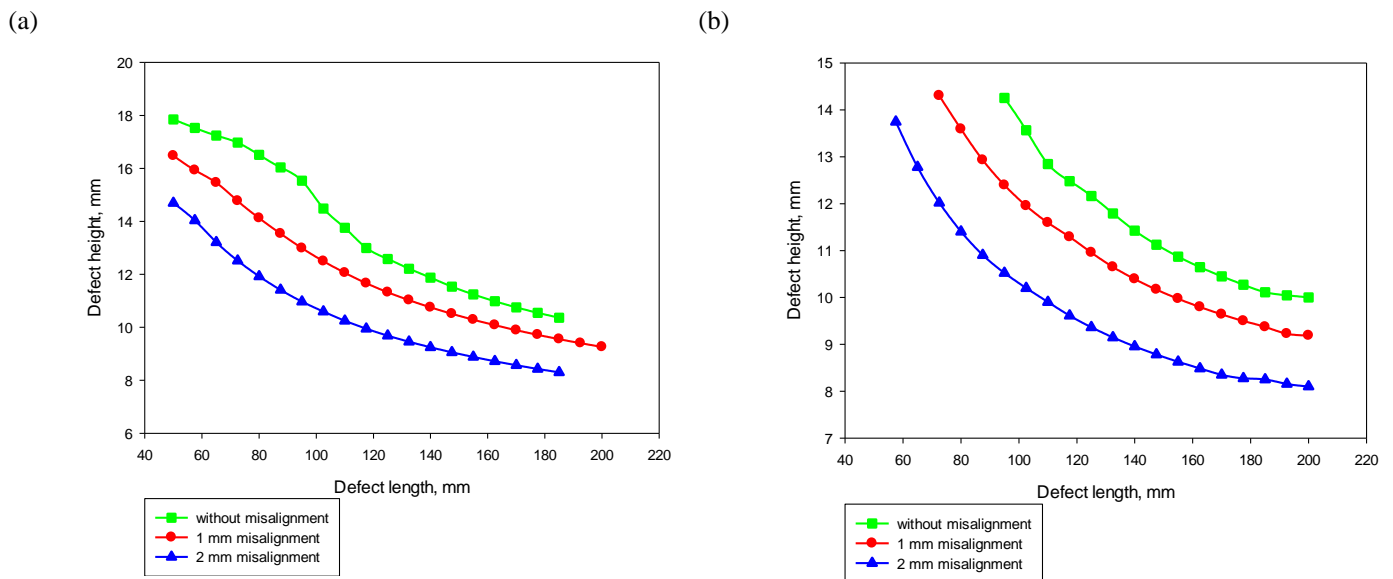 (a)
(b)
20
18
16
14
12
10
8
6
Defect height, mm
40 60 80 100 120 140 160 180 200 220
Defect length, mm
without misalignment
1 mm misalignment
2 mm misalignment
15
14
13
12
11
10
9
8
7
Defect height, mm
40 60 80 100 120 140 160 180 200 220
Defect length, mm
without misalignment
1 mm misalignment
2 mm misalignment